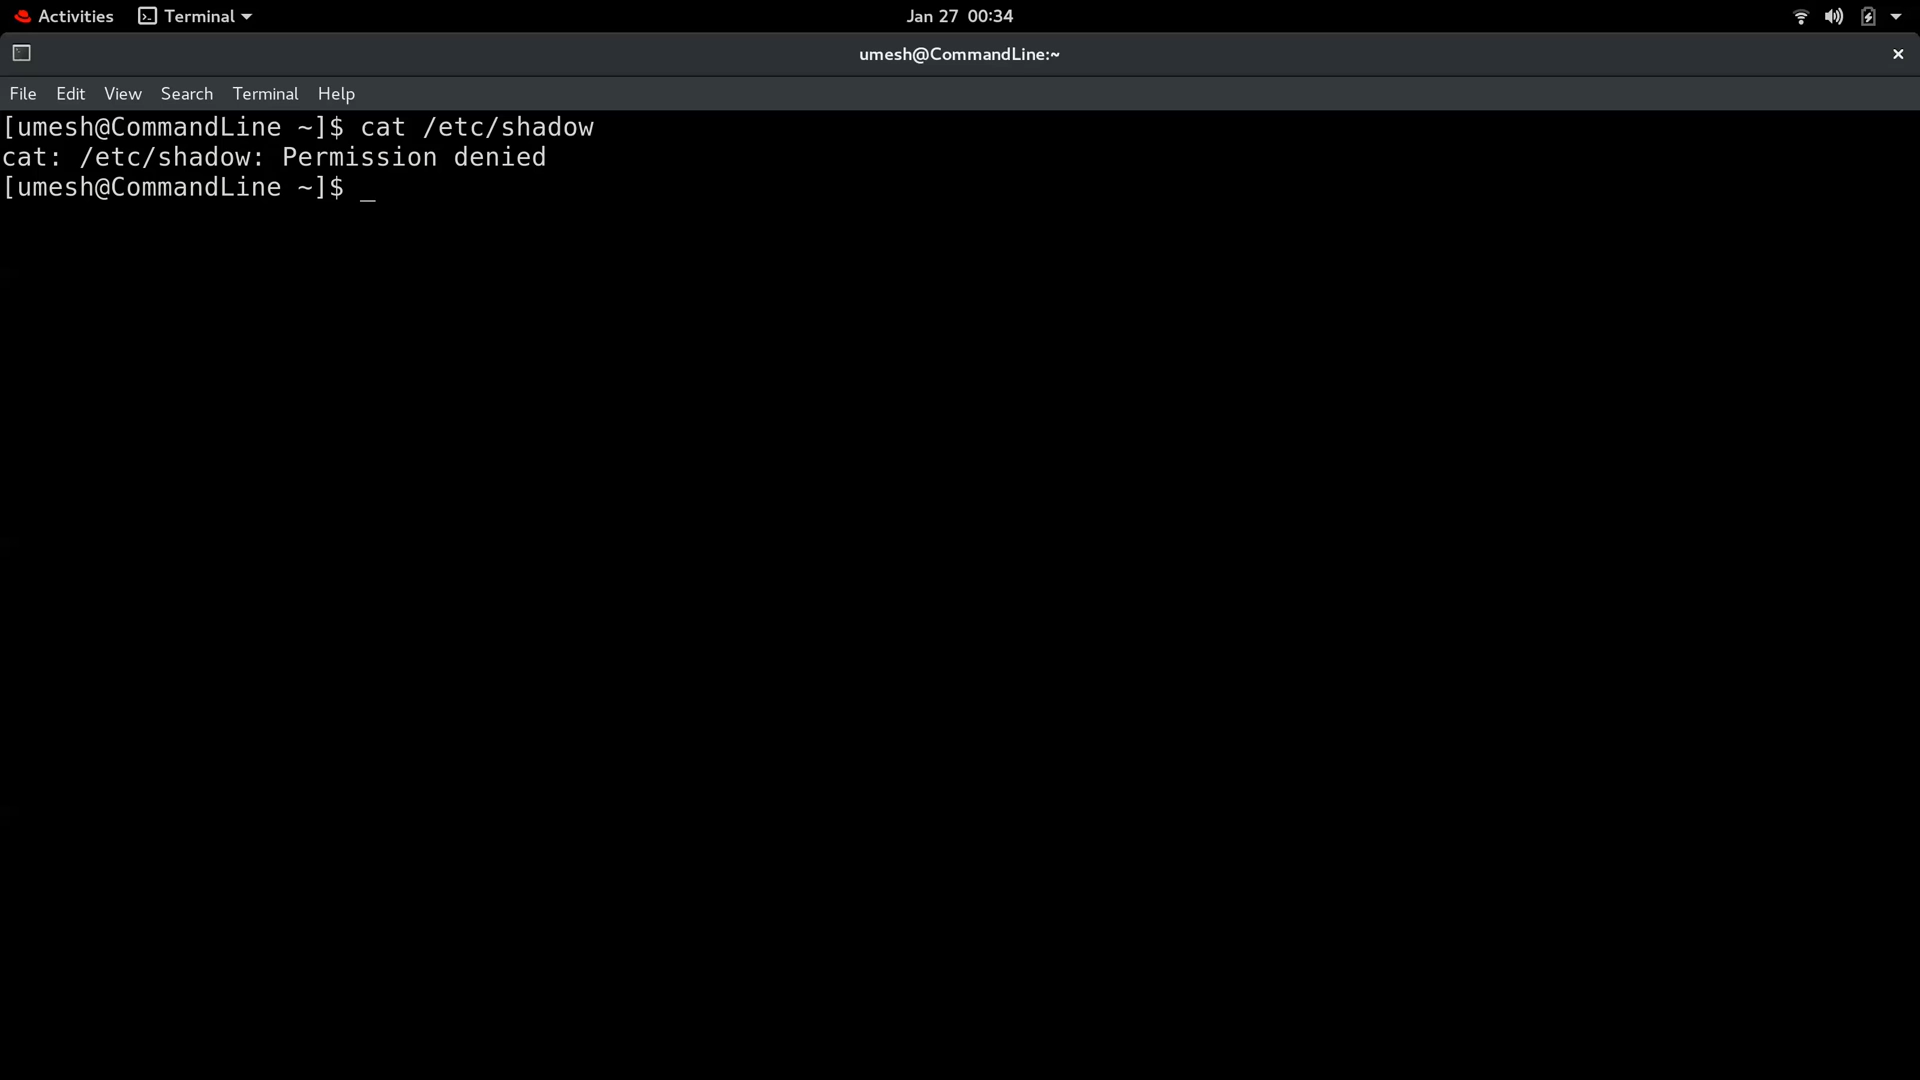 Activities Terminal Jan 27 00:34
umesh@CommandLine:~
File Edit View Search Terminal Help
[umesh@CommandLine ~]$ cat /etc/shadow
cat: /etc/shadow: Permission denied
[umesh@CommandLine ~]$ _